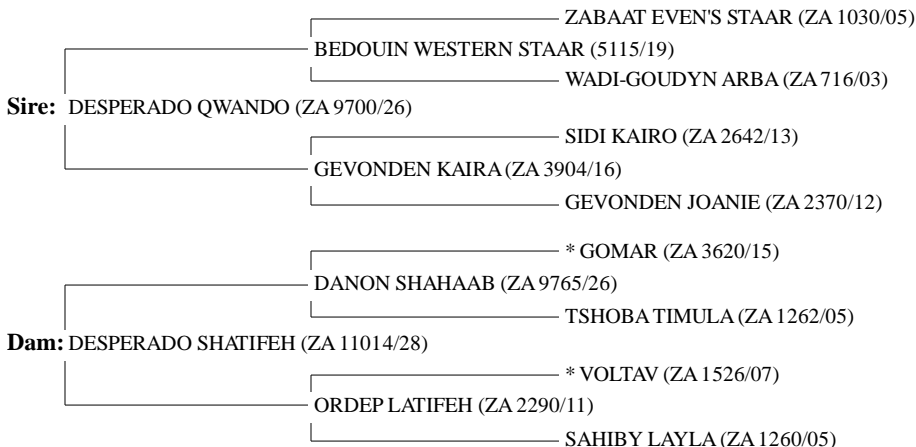 ZABAAT EVEN'S STAAR (ZA 1030/05)
BEDOUIN WESTERN STAAR (5115/19)
WADI-GOUDYN ARBA (ZA 716/03)
Sire: DESPERADO QWANDO (ZA 9700/26)
SIDI KAIRO (ZA 2642/13)
GEVONDEN KAIRA (ZA 3904/16)
GEVONDEN JOANIE (ZA 2370/12)
* GOMAR (ZA 3620/15)
DANON SHAHAAB (ZA 9765/26)
TSHOBA TIMULA (ZA 1262/05)
Dam: DESPERADO SHATIFEH (ZA 11014/28)
* VOLTAV (ZA 1526/07)
ORDEP LATIFEH (ZA 2290/11)
SAHIBY LAYLA (ZA 1260/05)